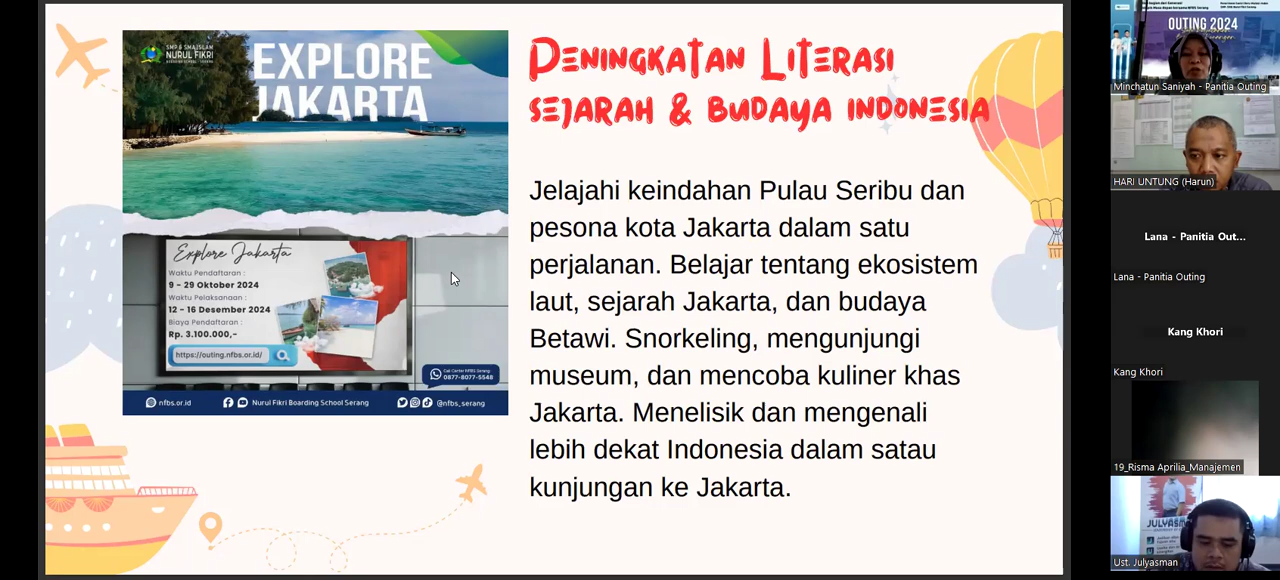 SMP & SMA ISLAM
NURUL FIKRI
BOARDING SCHOOL - SERANG
EXPLORE
JAKARTA
Explore Jakarta
Waktu Pendaftaran :
9 - 29 Oktober 2024
Waktu Pelaksanaan :
12 - 16 Desember 2024
Biaya Pendaftaran :
Rp. 3.100.000,-
https://outing.nfbs.or.id/
Call Center NFBS Serang
0877-8077-5548
nfbs.or.id
Nurul Fikri Boarding School Serang
@nfbs_serang
Peningkatan Literasi
sejarah & budaya indonesia
Jelajahi keindahan Pulau Seribu dan
pesona kota Jakarta dalam satu
perjalanan. Belajar tentang ekosistem
laut, sejarah Jakarta, dan budaya
Betawi. Snorkeling, mengunjungi
museum, dan mencoba kuliner khas
Jakarta. Menelisik dan mengenali
lebih dekat Indonesia dalam satau
kunjungan ke Jakarta.
OUTING 2024
Minchatun Saniyah - Panitia Outing
HARI UNTUNG (Harun)
Lana - Panitia Out...
Lana - Panitia Outing
Kang Khori
Kang Khori
19_Risma Aprilia_Manajemen
JULYASM
Ust. Julyasman